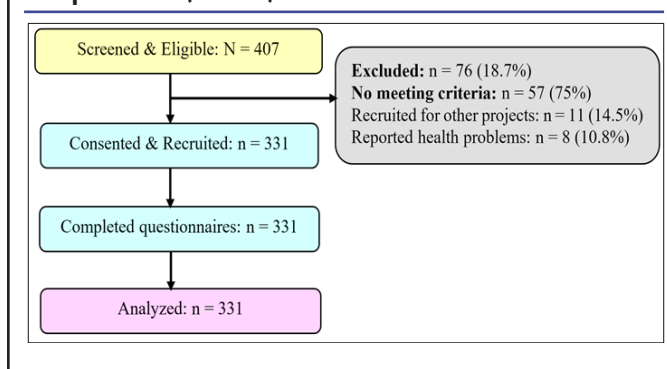 Screened & Eligible: N = 407
Excluded: n = 76 (18.7%)
No meeting criteria: n = 57 (75%)
Recruited for other projects: n = 11 (14.5%)
Reported health problems: n = 8 (10.8%)
Consented & Recruited: n = 331
Completed questionnaires: n = 331
Analyzed: n = 331